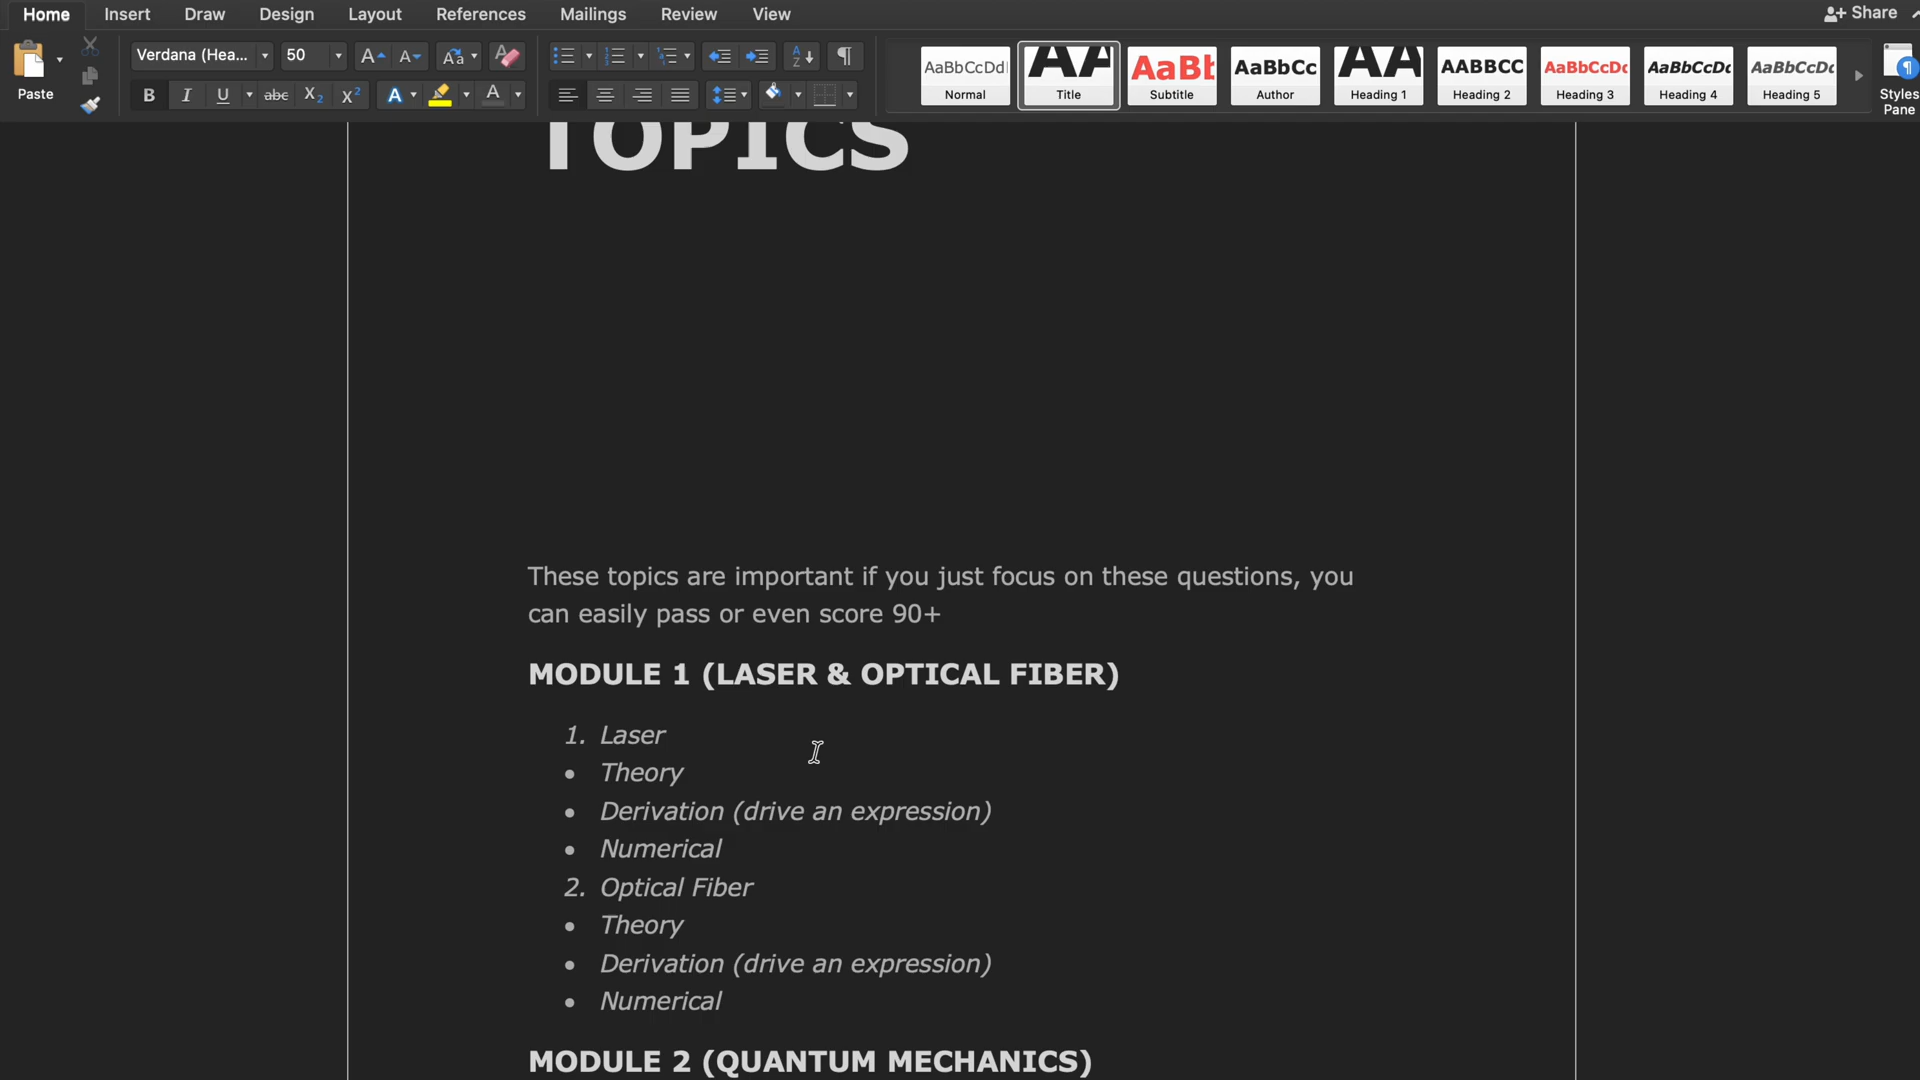 Home Insert Draw Design Layout References Mailings Review View Share
Verdana (Hea... 50
Paste
AaBbCcDdI Normal
AA Title
AaBb Subtitle
AaBbCc Author
AA Heading 1
AABBCC Heading 2
AaBbCcDc Heading 3
AaBbCcDc Heading 4
AaBbCcDc Heading 5
Styles
Pane
TOPICS
These topics are important if you just focus on these questions, you
can easily pass or even score 90+
MODULE 1 (LASER & OPTICAL FIBER)
1. Laser
• Theory
• Derivation (drive an expression)
• Numerical
2. Optical Fiber
• Theory
• Derivation (drive an expression)
• Numerical
MODULE 2 (QUANTUM MECHANICS)